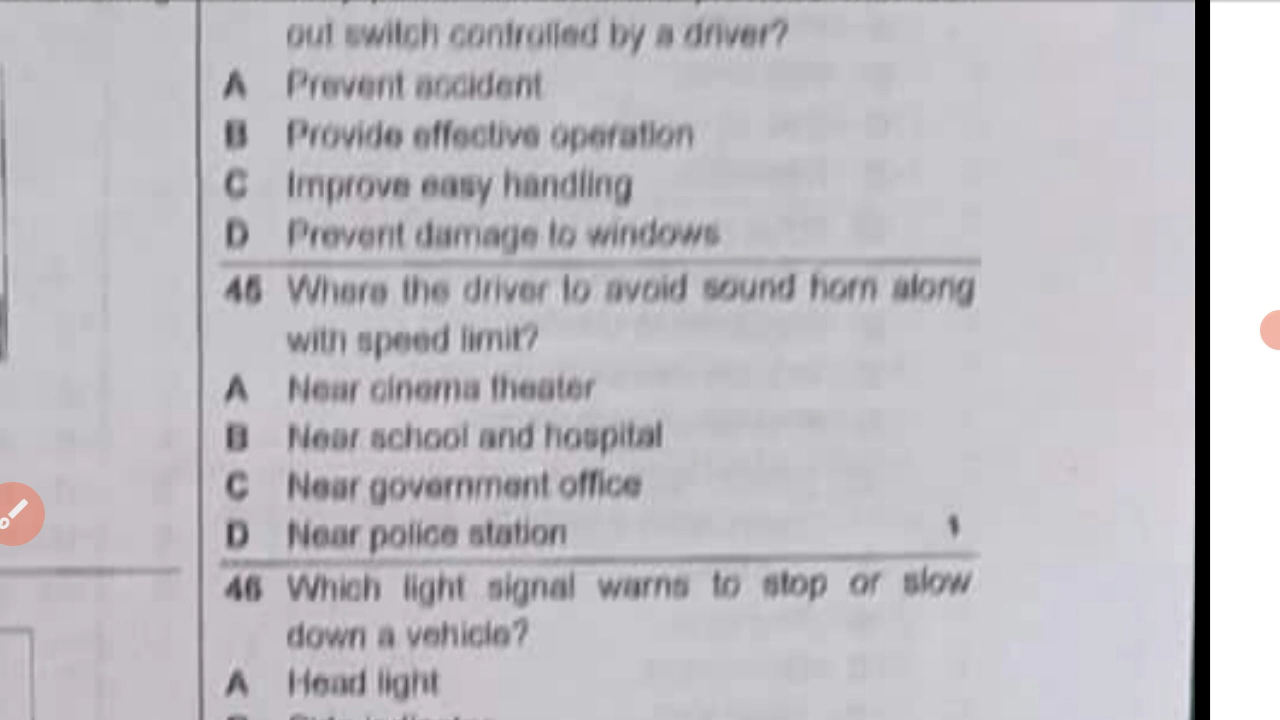 out switch controlled by a driver?
A Prevent accident
B Provide effective operation
C Improve easy handling
D Prevent damage to windows
45 Where the driver to avoid sound horn along
with speed limit?
A Near cinema theater
B Near school and hospital
C Near government office
D Near police station
46 Which light signal warns to stop or slow
down a vehicle?
A Head light